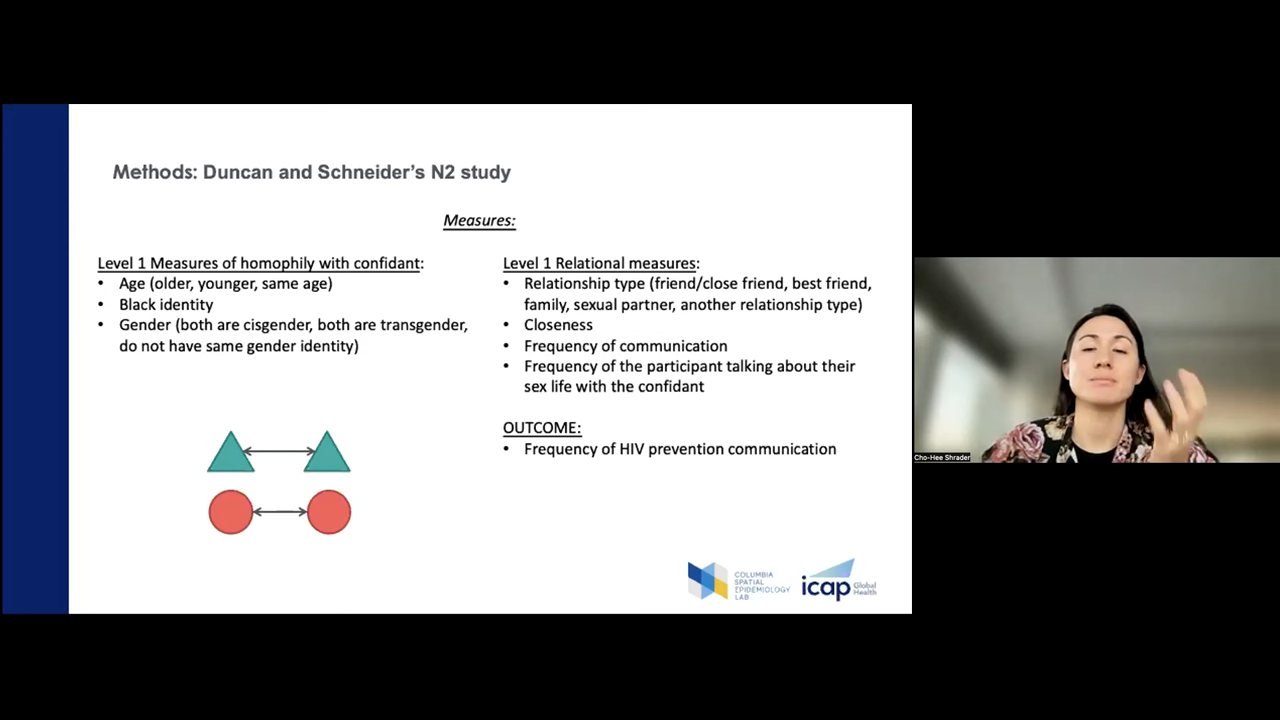 Methods: Duncan and Schneider's N2 study
Measures:
Level 1 Measures of homophily with confidant:
• Age (older, younger, same age)
• Black identity
• Gender (both are cisgender, both are transgender,
do not have same gender identity)
Level 1 Relational measures:
• Relationship type (friend/close friend, best friend,
family, sexual partner, another relationship type)
• Closeness
• Frequency of communication
• Frequency of the participant talking about their
sex life with the confidant
OUTCOME:
• Frequency of HIV prevention communication
COLUMBIA
SPATIAL
EPIDEMIOLOGY
LAB
icap Global
Health
Cho-Hee Shrader